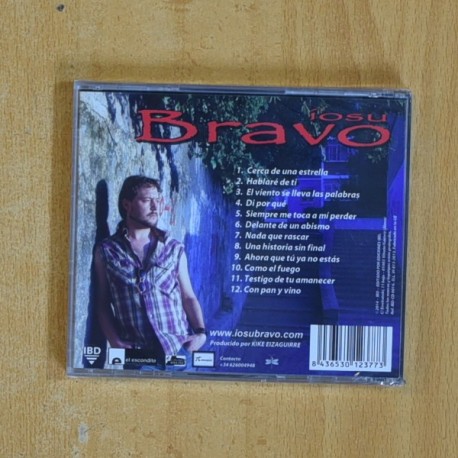 iosu
Bravo
1. Cerca de una estrella
2. Hablaré de ti
3. El viento se lleva las palabras
4. Di por qué
5. Siempre me toca a mí perder
6. Delante de un abismo
7. Nada que rascar
8. Una historia sin final
9. Ahora que tú ya no estás
10. Como el fuego
11. Testigo de tu amanecer
12. Con pan y vino
www.iosubravo.com
Producido por KIKE EIZAGUIRRE
IBD
el escondite
Contacto
+34 626004948
8 436530 123773